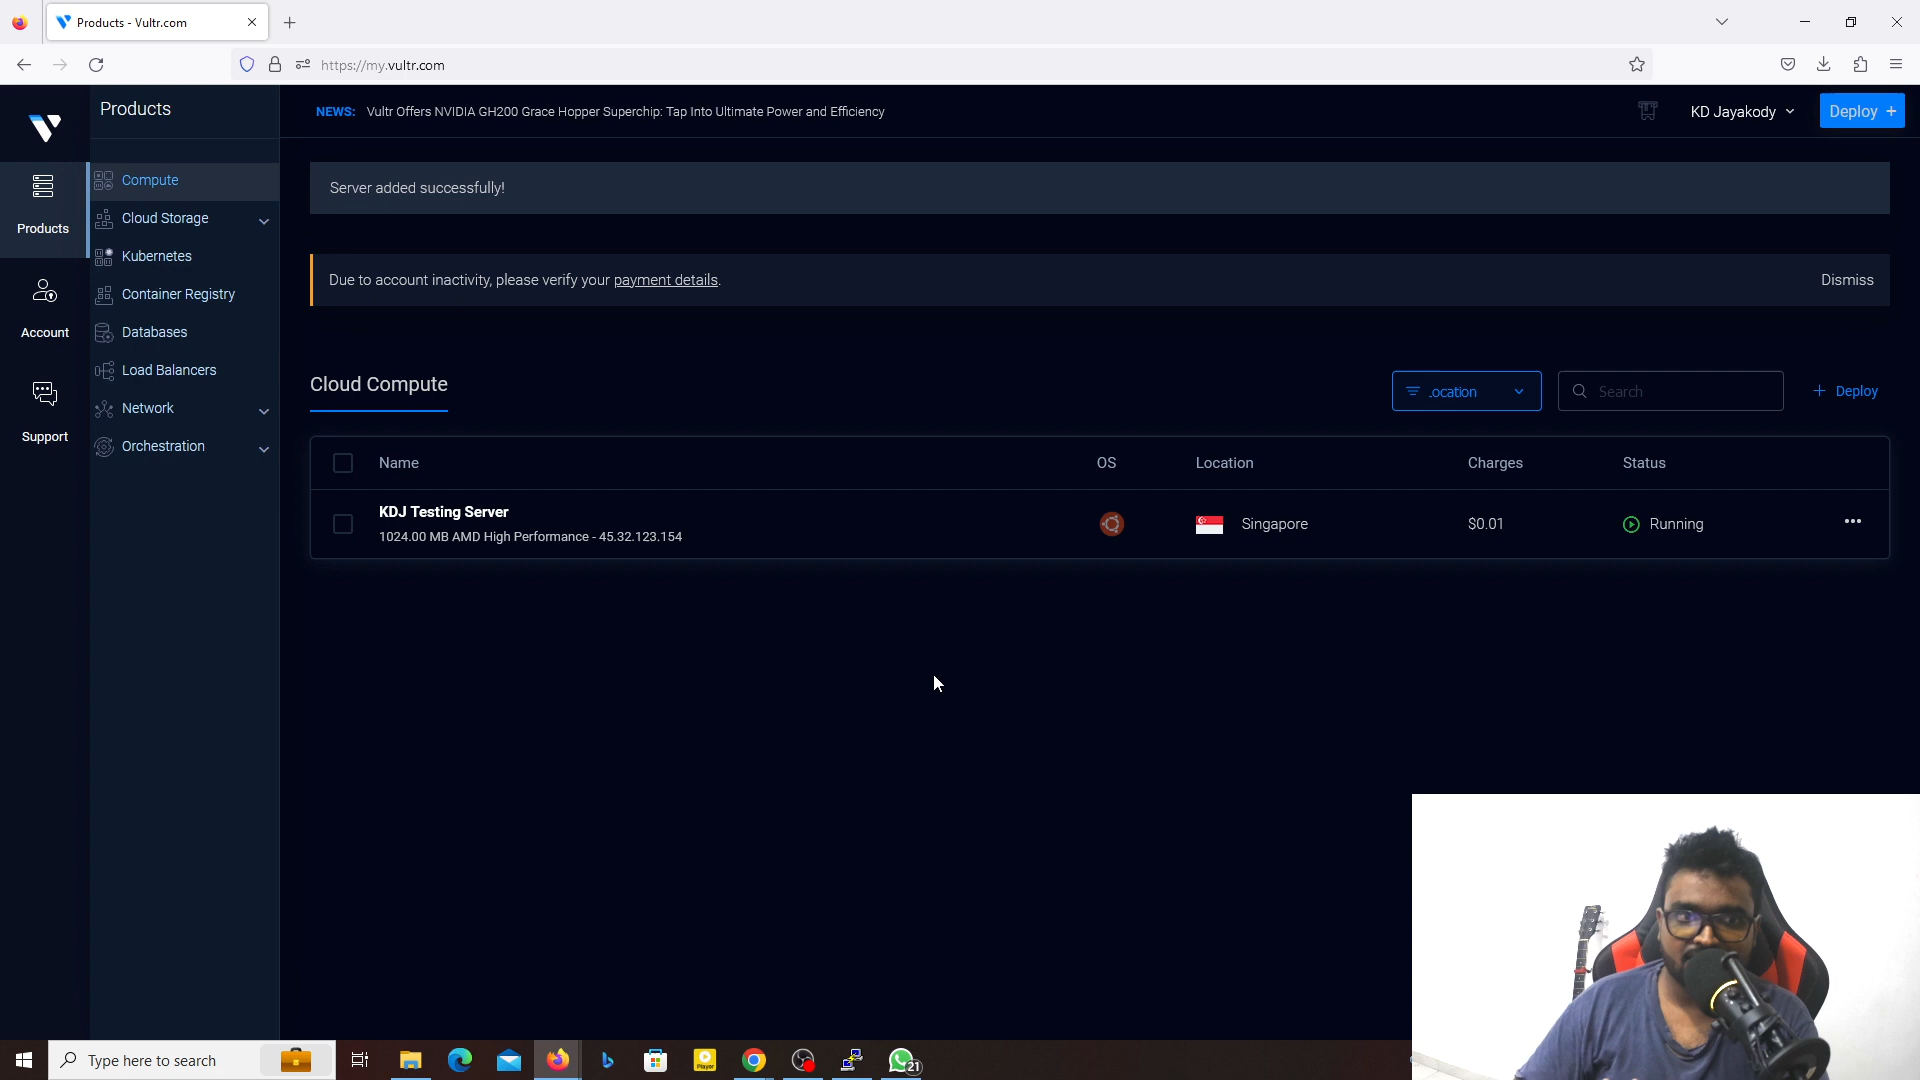 Products - Vultr.com
https://my.vultr.com
Products
NEWS: Vultr Offers NVIDIA GH200 Grace Hopper Superchip: Tap Into Ultimate Power and Efficiency
KD Jayakody
Deploy +
Products
Account
Support
Compute
Cloud Storage
Kubernetes
Container Registry
Databases
Load Balancers
Network
Orchestration
Server added successfully!
Due to account inactivity, please verify your payment details.
Dismiss
Cloud Compute
ocation
Search
+ Deploy
Name
OS
Location
Charges
Status
KDJ Testing Server
1024.00 MB AMD High Performance - 45.32.123.154
Singapore
$0.01
Running
Type here to search
Player
21